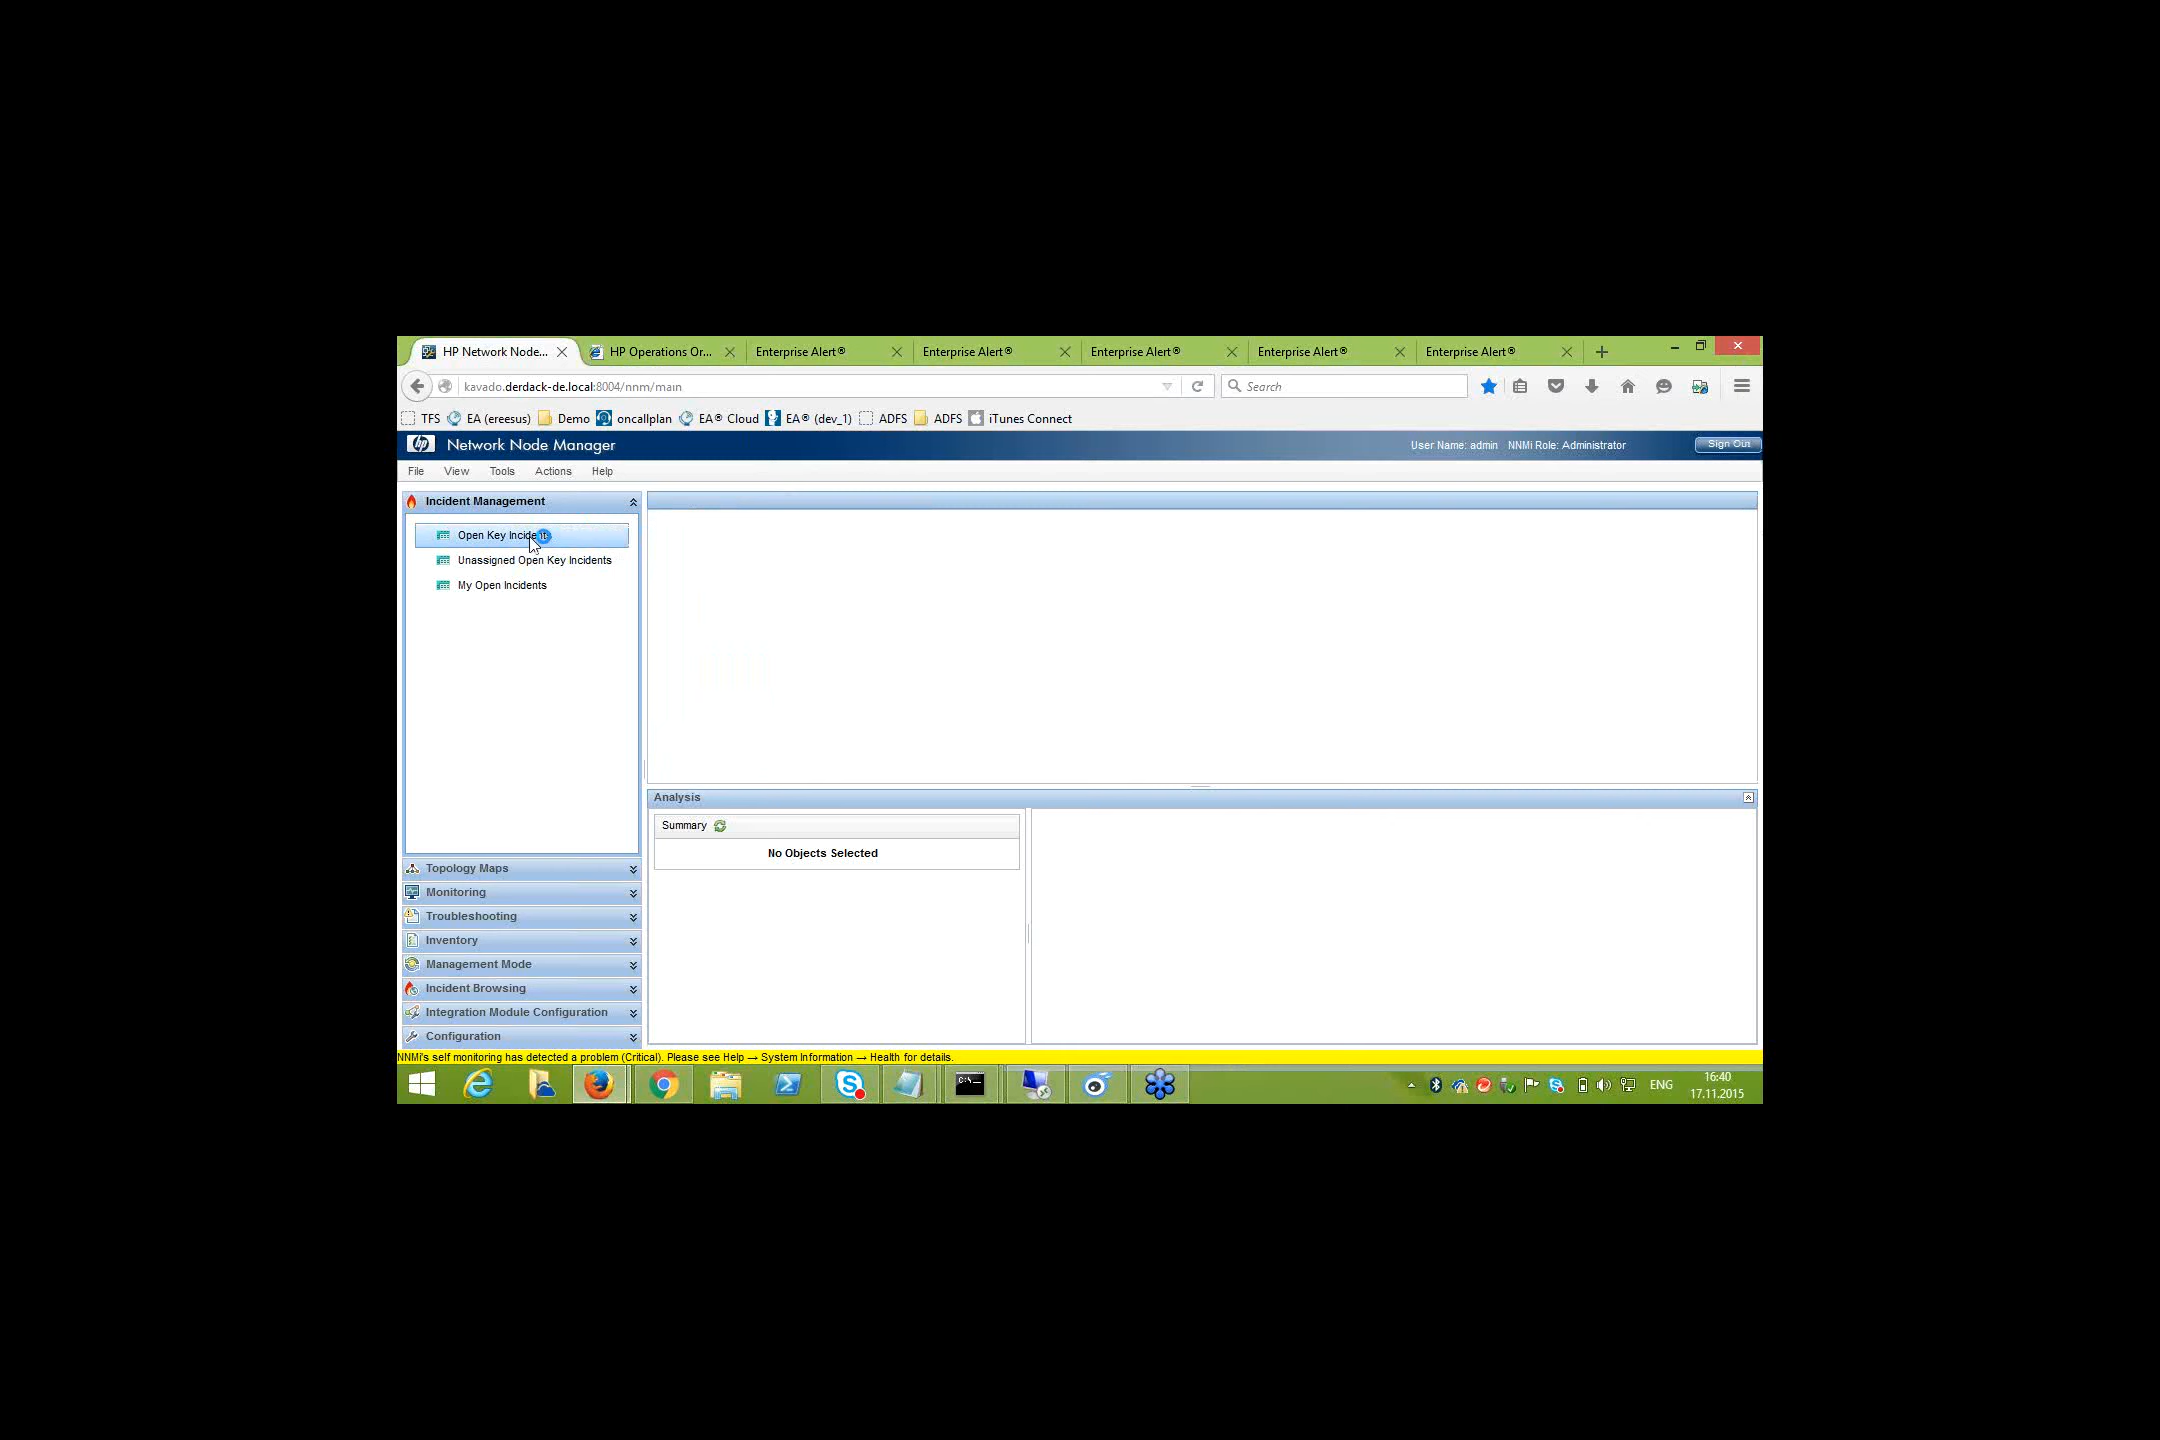 HP Network Node...
HP Operations Or...
Enterprise Alert®
Enterprise Alert®
Enterprise Alert®
Enterprise Alert®
Enterprise Alert®
kavado.derdack-de.local:8004/nnm/main
Search
TFS
EA (ereesus)
Demo
oncallplan
EA® Cloud
EA® (dev_1)
ADFS
ADFS
iTunes Connect
hp
Network Node Manager
User Name: admin
NNMi Role: Administrator
Sign Out
File
View
Tools
Actions
Help
Incident Management
Open Key Incidents
Unassigned Open Key Incidents
My Open Incidents
Analysis
Summary
No Objects Selected
Topology Maps
Monitoring
Troubleshooting
Inventory
Management Mode
Incident Browsing
Integration Module Configuration
Configuration
NNMi's self monitoring has detected a problem (Critical). Please see Help → System Information → Health for details.
ENG
16:40
17.11.2015